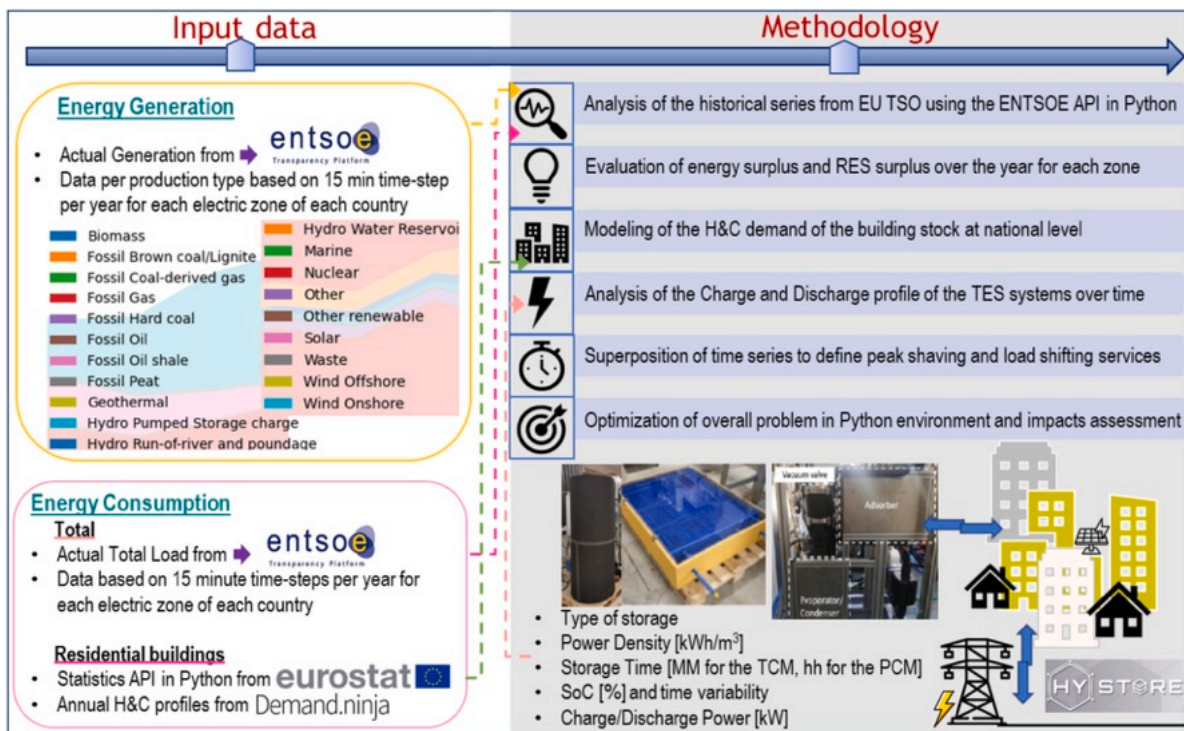 Input data
Methodology
Energy Generation
Actual Generation from
entsoe
Transparency Platform
Data per production type based on 15 min time-step
per year for each electric zone of each country
Biomass
Fossil Brown coal/Lignite
Fossil Coal-derived gas
Fossil Gas
Fossil Hard coal
Fossil Oil
Fossil Oil shale
Fossil Peat
Geothermal
Hydro Pumped Storage charge
Hydro Run-of-river and poundage
Hydro Water Reservoi
Marine
Nuclear
Other
Other renewable
Solar
Waste
Wind Offshore
Wind Onshore
Energy Consumption
Total
Actual Total Load from
entsoe
Transparency Platform
Data based on 15 minute time-steps per year for
each electric zone of each country
Residential buildings
Statistics API in Python from eurostat
Annual H&C profiles from Demand.ninja
Analysis of the historical series from EU TSO using the ENTSOE API in Python
Evaluation of energy surplus and RES surplus over the year for each zone
Modeling of the H&C demand of the building stock at national level
Analysis of the Charge and Discharge profile of the TES systems over time
Superposition of time series to define peak shaving and load shifting services
Optimization of overall problem in Python environment and impacts assessment
Vacuum valve
Adsorber
Evaporator/
Condenser
Type of storage
Power Density [kWh/m³]
Storage Time [MM for the TCM, hh for the PCM]
SoC [%] and time variability
Charge/Discharge Power [kW]
HYSTORE